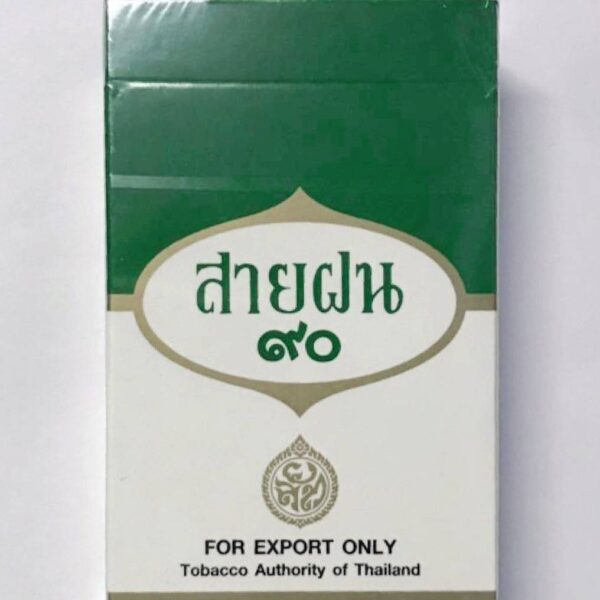 สายฝน
๙๐
FOR EXPORT ONLY
Tobacco Authority of Thailand